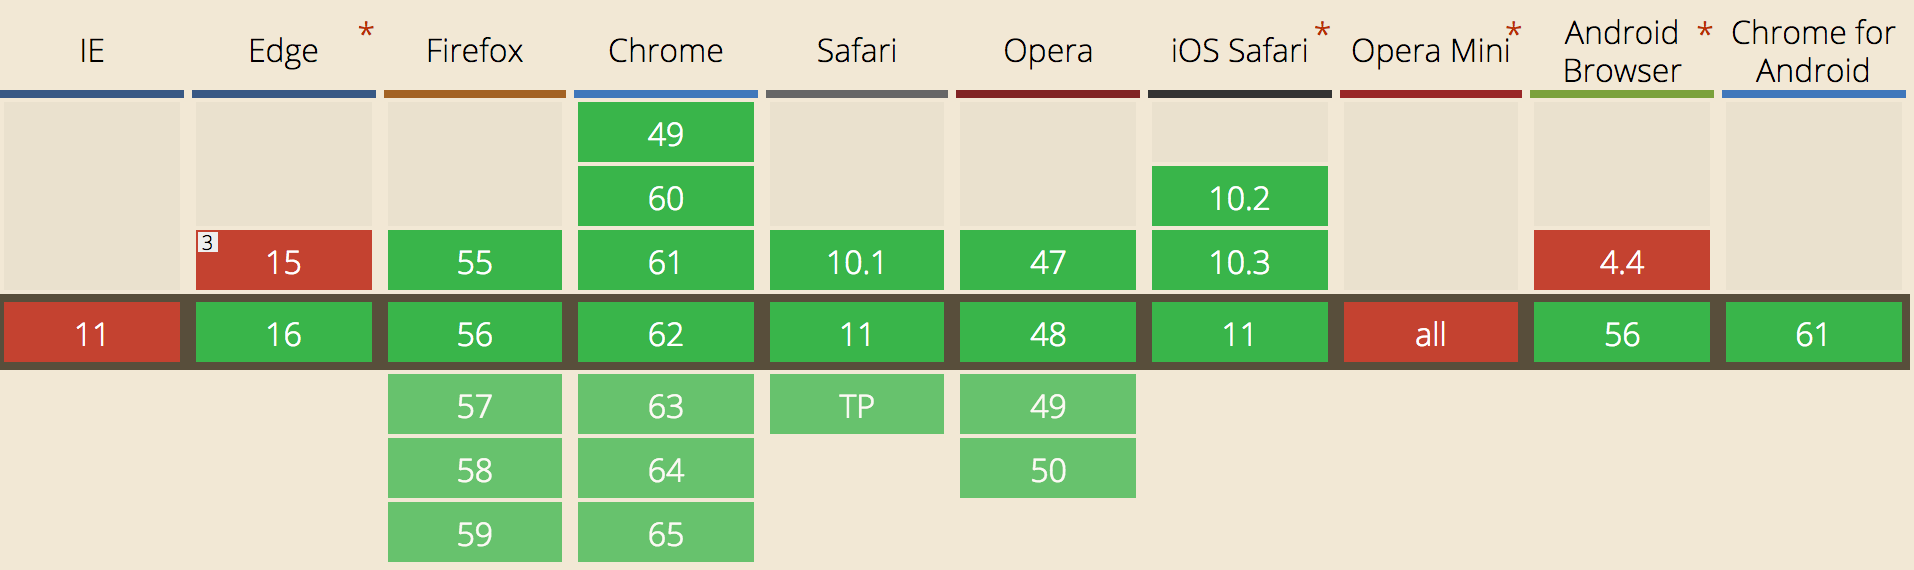 IE Edge * Firefox Chrome Safari Opera iOS Safari * Opera Mini * Android Browser * Chrome for Android
49
60 10.2
3 15 55 61 10.1 47 10.3 4.4
11 16 56 62 11 48 11 all 56 61
57 63 TP 49
58 64 50
59 65